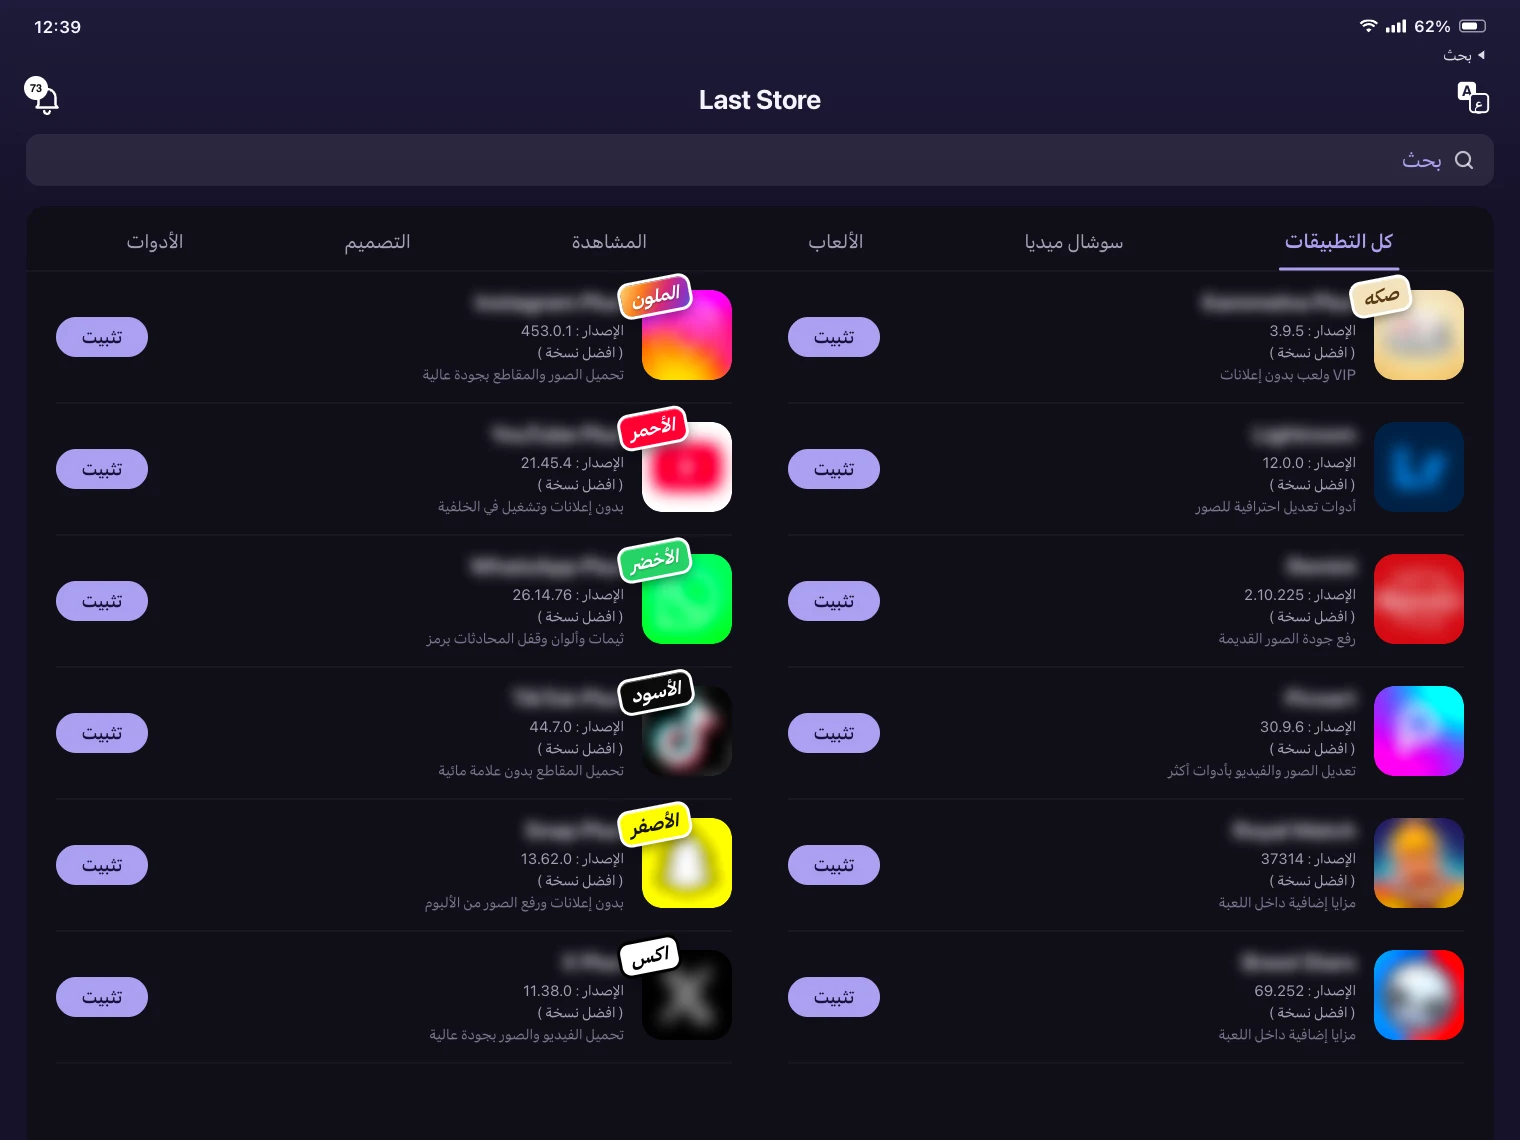 12:39
62%
بحث
73
Last Store
A
ع
بحث
كل التطبيقات
سوشال ميديا
الألعاب
المشاهدة
التصميم
الأدوات
صكه
الإصدار : 3.9.5
( افضل نسخة )
VIP ولعب بدون إعلانات
تثبيت
الملون
الإصدار : 453.0.1
( افضل نسخة )
تحميل الصور والمقاطع بجودة عالية
تثبيت
الإصدار : 12.0.0
( افضل نسخة )
أدوات تعديل احترافية للصور
تثبيت
الأحمر
الإصدار : 21.45.4
( افضل نسخة )
بدون إعلانات وتشغيل في الخلفية
تثبيت
الإصدار : 2.10.225
( افضل نسخة )
رفع جودة الصور القديمة
تثبيت
الأخضر
الإصدار : 26.14.76
( افضل نسخة )
ثيمات وألوان وقفل المحادثات برمز
تثبيت
الإصدار : 30.9.6
( افضل نسخة )
تعديل الصور والفيديو بأدوات أكثر
تثبيت
الأسود
الإصدار : 44.7.0
( افضل نسخة )
تحميل المقاطع بدون علامة مائية
تثبيت
الإصدار : 37314
( افضل نسخة )
مزايا إضافية داخل اللعبة
تثبيت
الأصفر
الإصدار : 13.62.0
( افضل نسخة )
بدون إعلانات ورفع الصور من الألبوم
تثبيت
الإصدار : 69.252
( افضل نسخة )
مزايا إضافية داخل اللعبة
تثبيت
اكس
الإصدار : 11.38.0
( افضل نسخة )
تحميل الفيديو والصور بجودة عالية
تثبيت